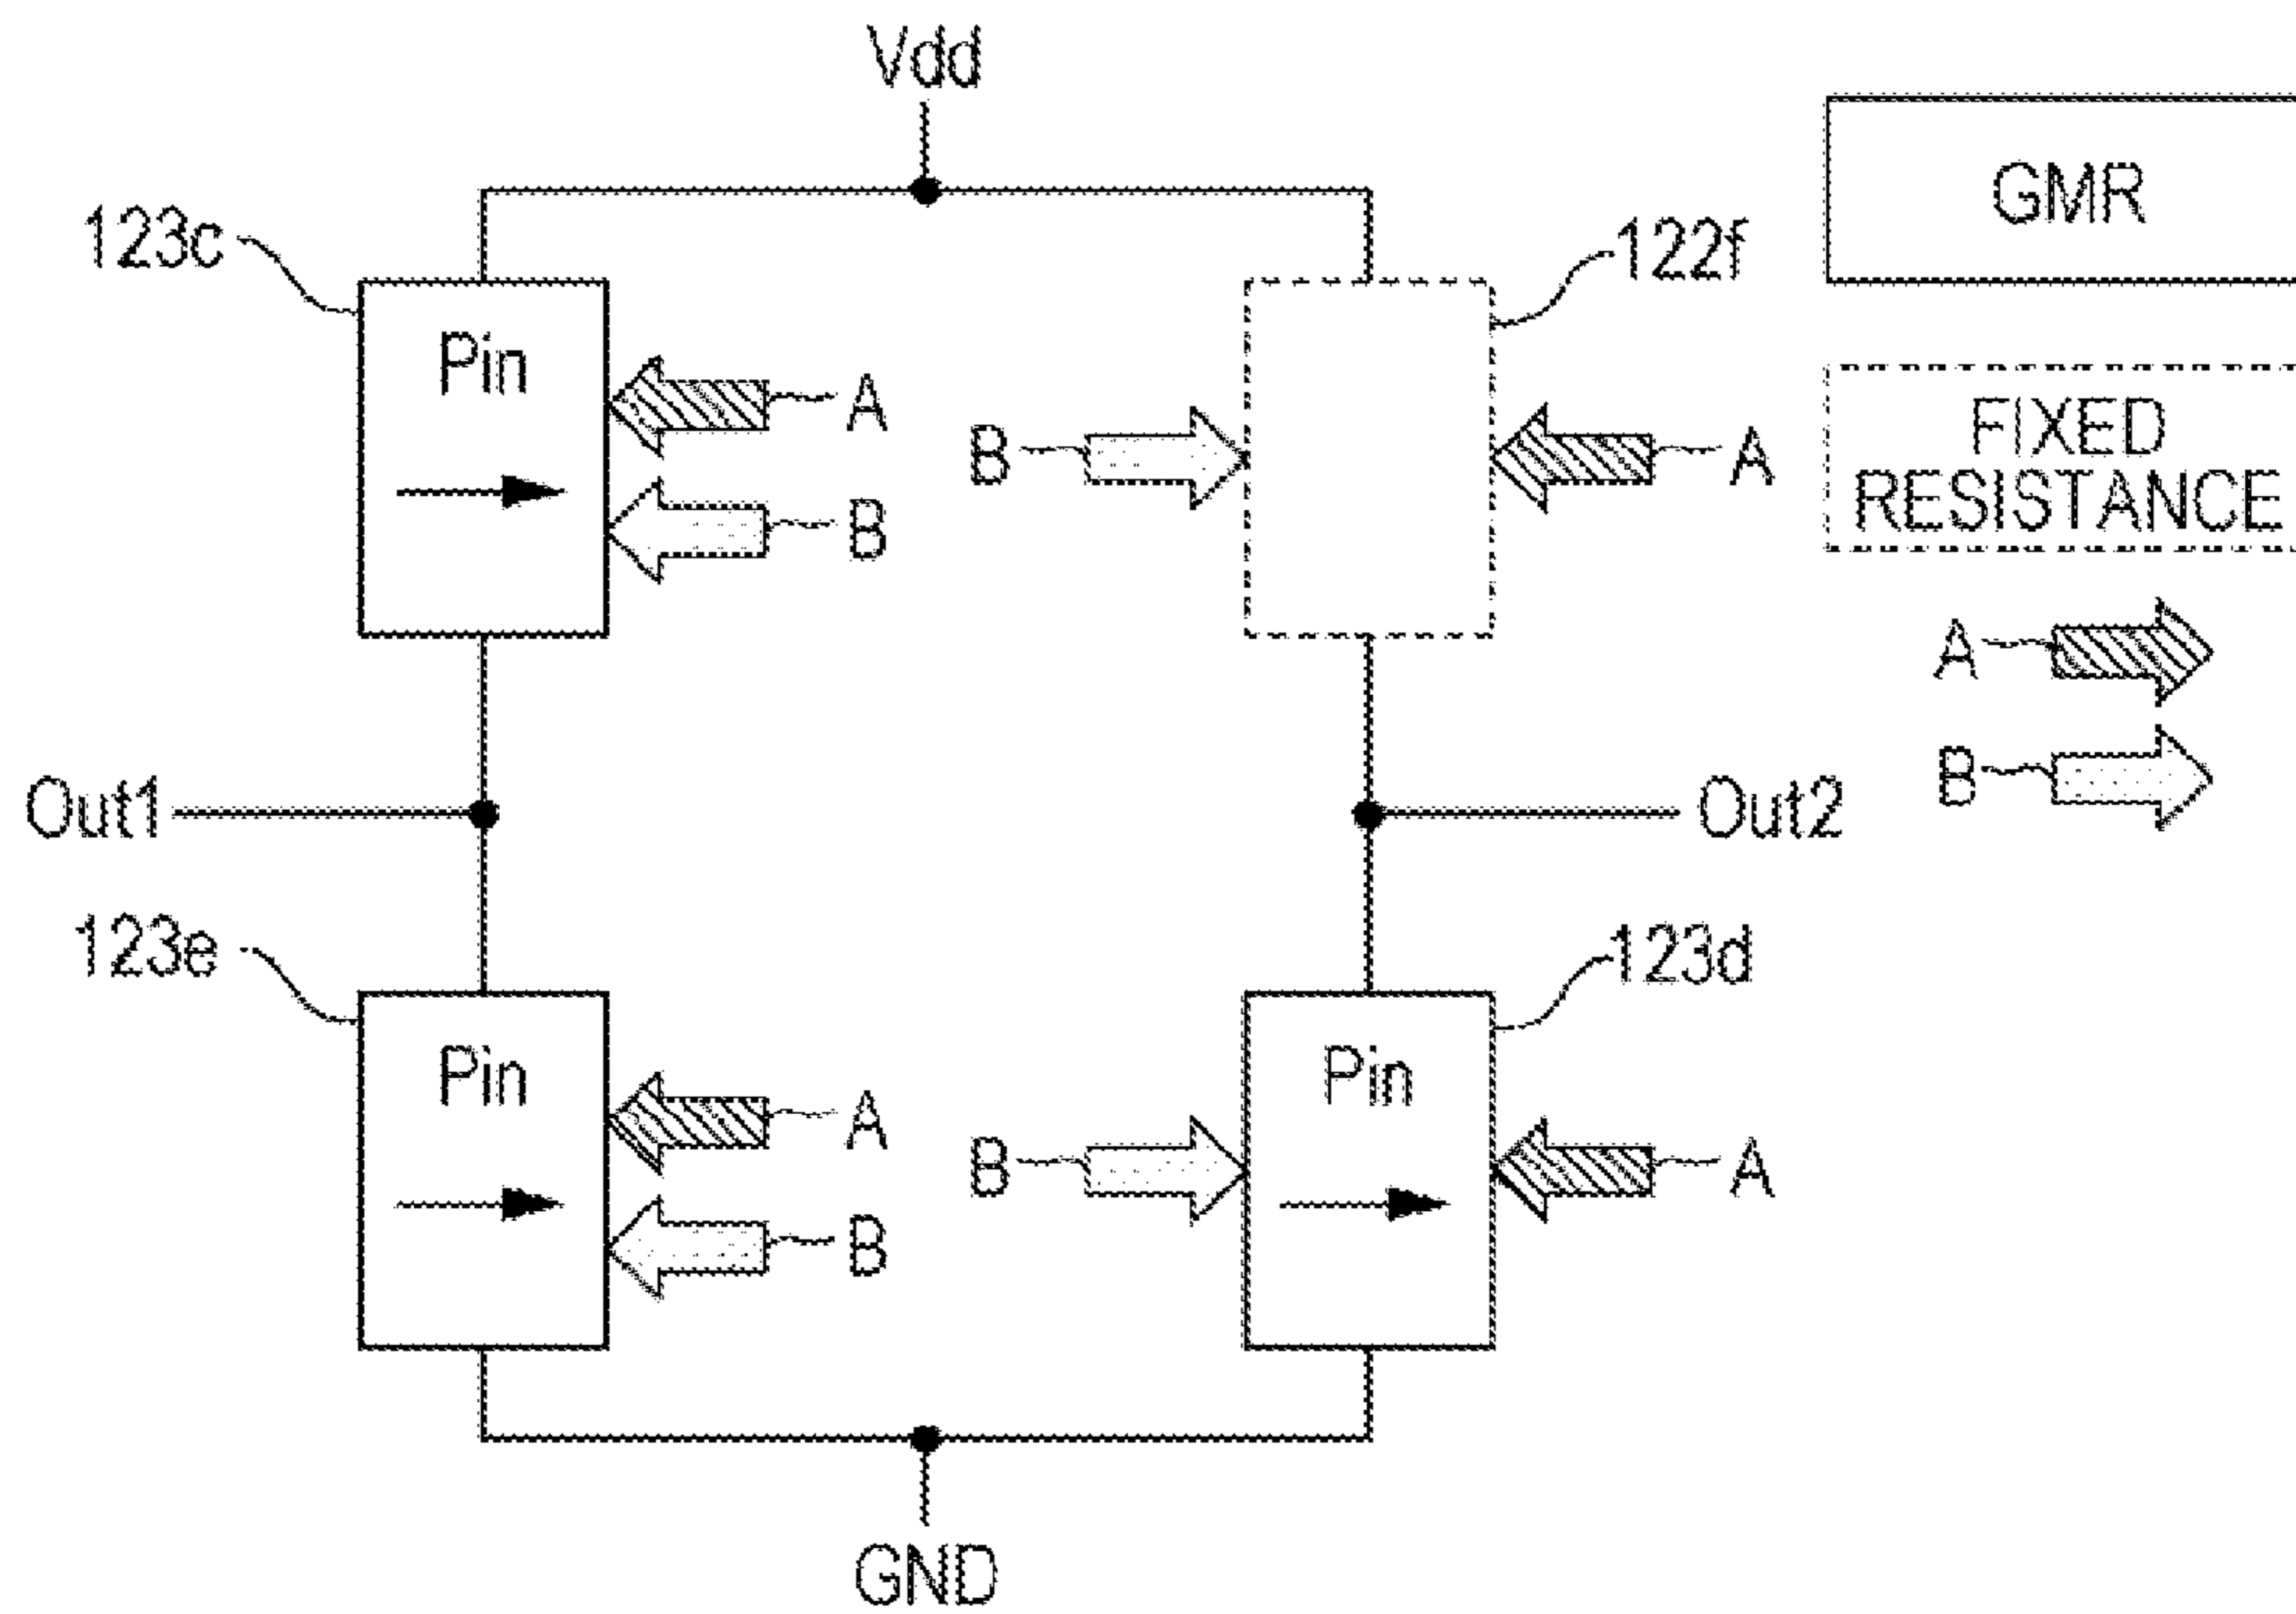 Vdd
123c
122f
GMR
Pin
A
B
B
A
FIXED
RESISTANCE
A
B
Out1
Out2
123e
123d
Pin
A
B
B
Pin
A
GND